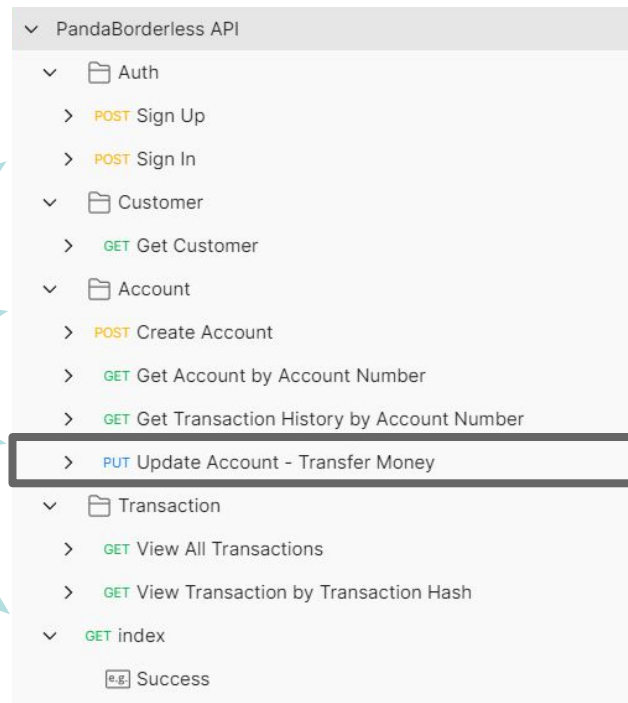 PandaBorderless API
Auth
POST Sign Up
POST Sign In
Customer
GET Get Customer
Account
POST Create Account
GET Get Account by Account Number
GET Get Transaction History by Account Number
PUT Update Account - Transfer Money
Transaction
GET View All Transactions
GET View Transaction by Transaction Hash
GET index
e.g. Success